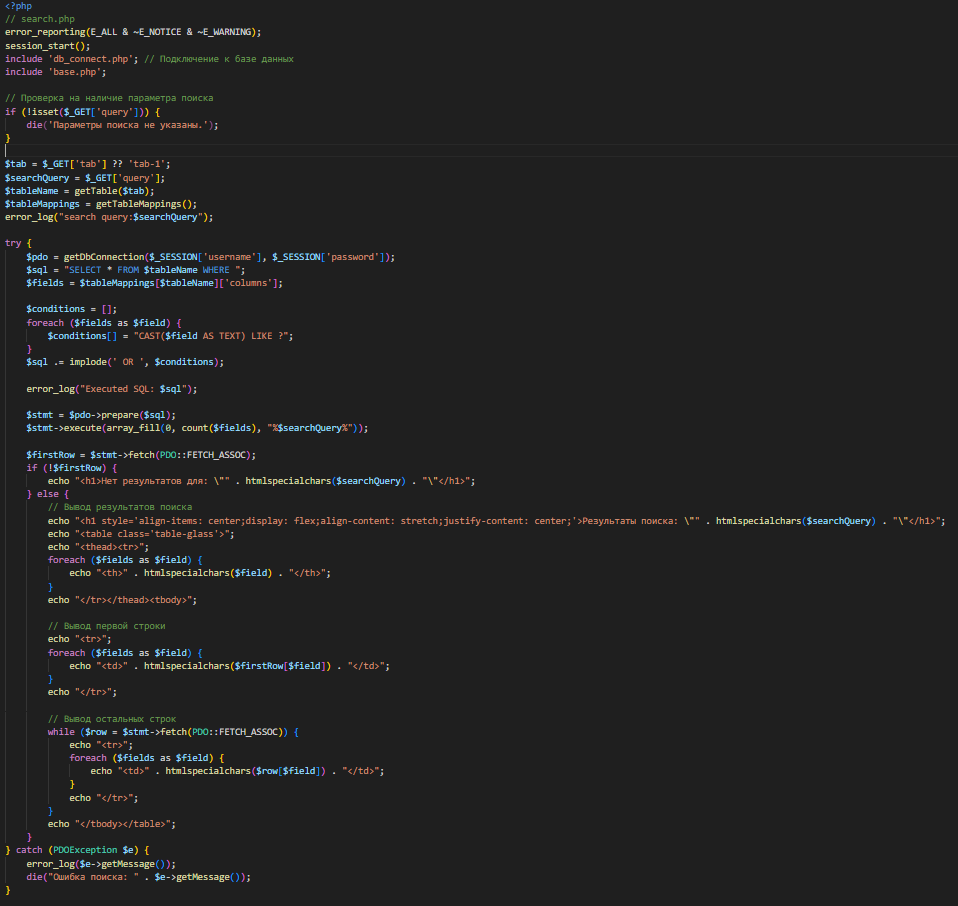 <?php
// search.php
error_reporting(E_ALL & ~E_NOTICE & ~E_WARNING);
session_start();
include 'db_connect.php'; // Подключение к базе данных
include 'base.php';

// Проверка на наличие параметра поиска
if (!isset($_GET['query'])) {
    die('Параметры поиска не указаны.');
}

$tab = $_GET['tab'] ?? 'tab-1';
$searchQuery = $_GET['query'];
$tableName = getTable($tab);
$tableMappings = getTableMappings();
error_log("search query:$searchQuery");

try {
    $pdo = getDbConnection($_SESSION['username'], $_SESSION['password']);
    $sql = "SELECT * FROM $tableName WHERE ";
    $fields = $tableMappings[$tableName]['columns'];

    $conditions = [];
    foreach ($fields as $field) {
        $conditions[] = "CAST($field AS TEXT) LIKE ?";
    }
    $sql .= implode(' OR ', $conditions);

    error_log("Executed SQL: $sql");

    $stmt = $pdo->prepare($sql);
    $stmt->execute(array_fill(0, count($fields), "%$searchQuery%"));

    $firstRow = $stmt->fetch(PDO::FETCH_ASSOC);
    if (!$firstRow) {
        echo "<h1>Нет результатов для: \"" . htmlspecialchars($searchQuery) . "\"</h1>";
    } else {
        // Вывод результатов поиска
        echo "<h1 style='align-items: center;display: flex;align-content: stretch;justify-content: center;'>Результаты поиска: \"" . htmlspecialchars($searchQuery) . "\"</h1>";
        echo "<table class='table-glass'>";
        echo "<thead><tr>";
        foreach ($fields as $field) {
            echo "<th>" . htmlspecialchars($field) . "</th>";
        }
        echo "</tr></thead><tbody>";

        // Вывод первой строки
        echo "<tr>";
        foreach ($fields as $field) {
            echo "<td>" . htmlspecialchars($firstRow[$field]) . "</td>";
        }
        echo "</tr>";

        // Вывод остальных строк
        while ($row = $stmt->fetch(PDO::FETCH_ASSOC)) {
            echo "<tr>";
            foreach ($fields as $field) {
                echo "<td>" . htmlspecialchars($row[$field]) . "</td>";
            }
            echo "</tr>";
        }
        echo "</tbody></table>";
    }
} catch (PDOException $e) {
    error_log($e->getMessage());
    die("Ошибка поиска: " . $e->getMessage());
}